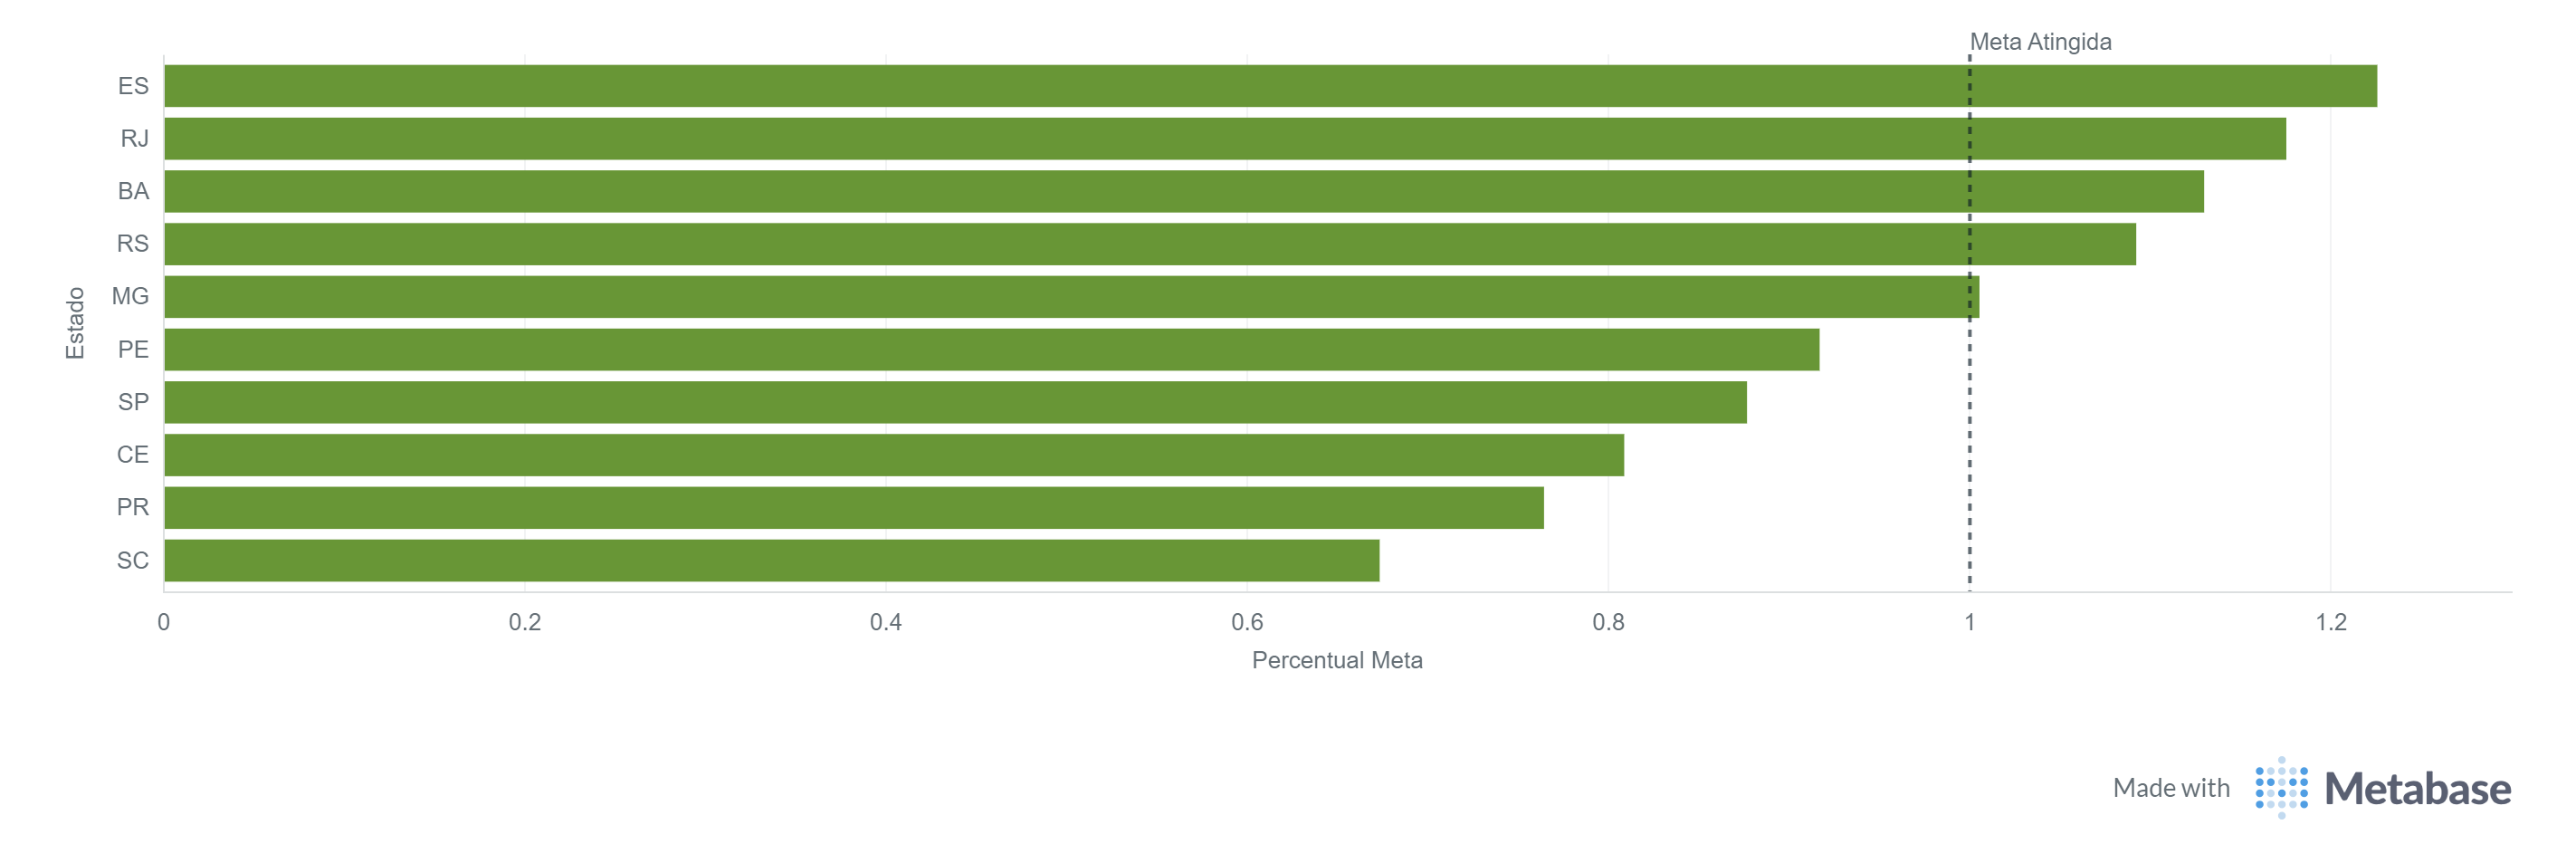 Meta Atingida
ES
RJ
BA
RS
MG
PE
SP
CE
PR
SC
Estado
0 0.2 0.4 0.6 0.8 1 1.2
Percentual Meta
Made with Metabase